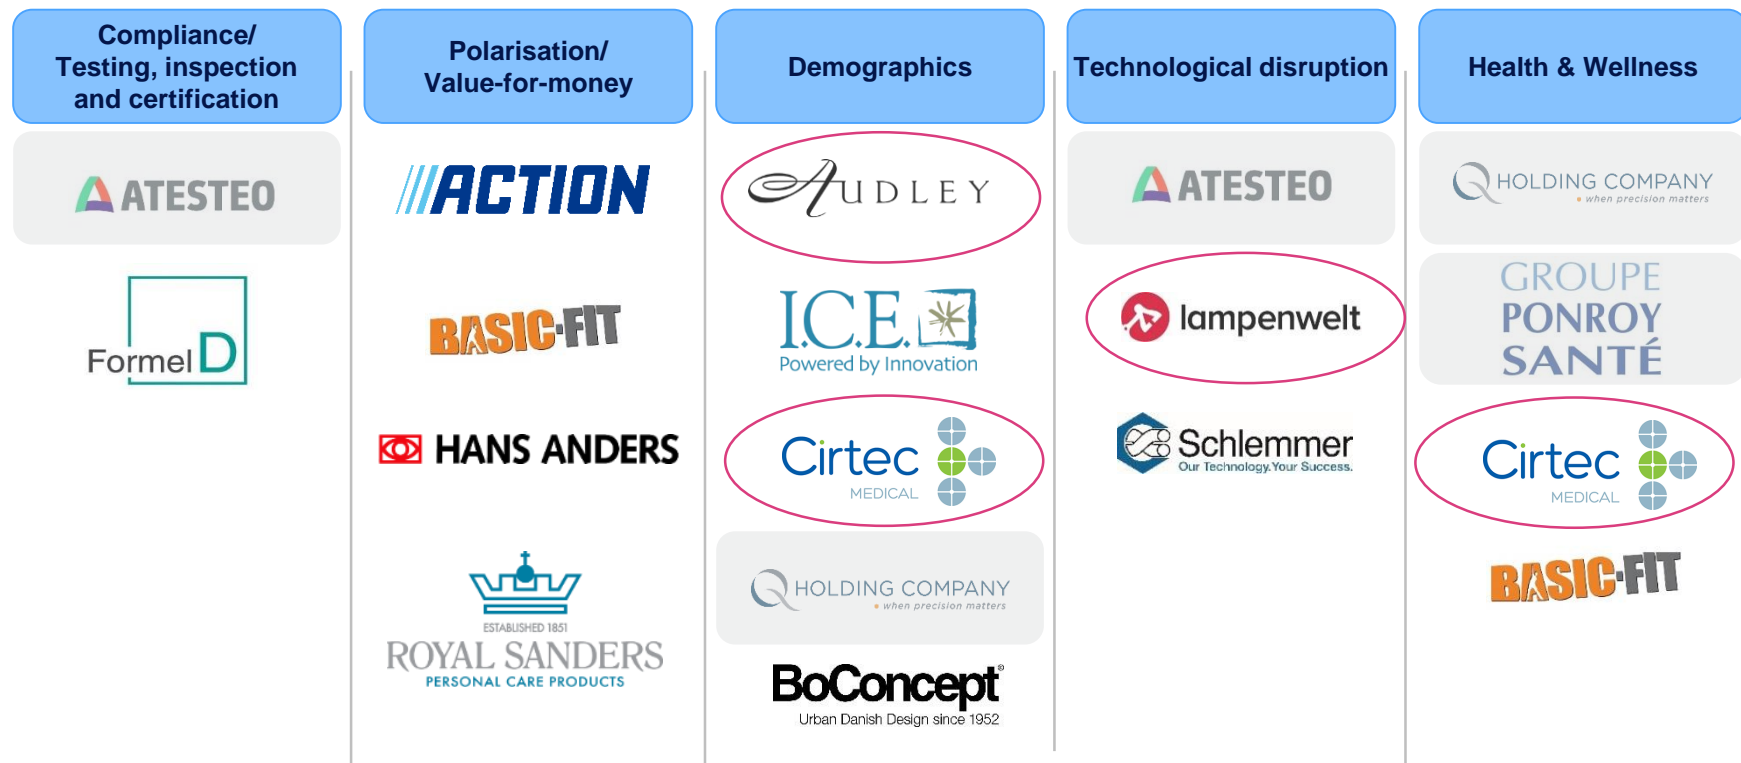 Compliance/
Testing, inspection
and certification
ATESTEO
Formel D
Polarisation/
Value-for-money
ACTION
BASIC-FIT
HANS ANDERS
ESTABLISHED 1851
ROYAL SANDERS
PERSONAL CARE PRODUCTS
Demographics
AUDLEY
I.C.E.
Powered by Innovation
Cirtec
MEDICAL
Q HOLDING COMPANY
when precision matters
BoConcept®
Urban Danish Design since 1952
Technological disruption
ATESTEO
lampenwelt
Schlemmer
Our Technology. Your Success.
Health & Wellness
Q HOLDING COMPANY
when precision matters
GROUPE
PONROY
SANTÉ
Cirtec
MEDICAL
BASIC-FIT